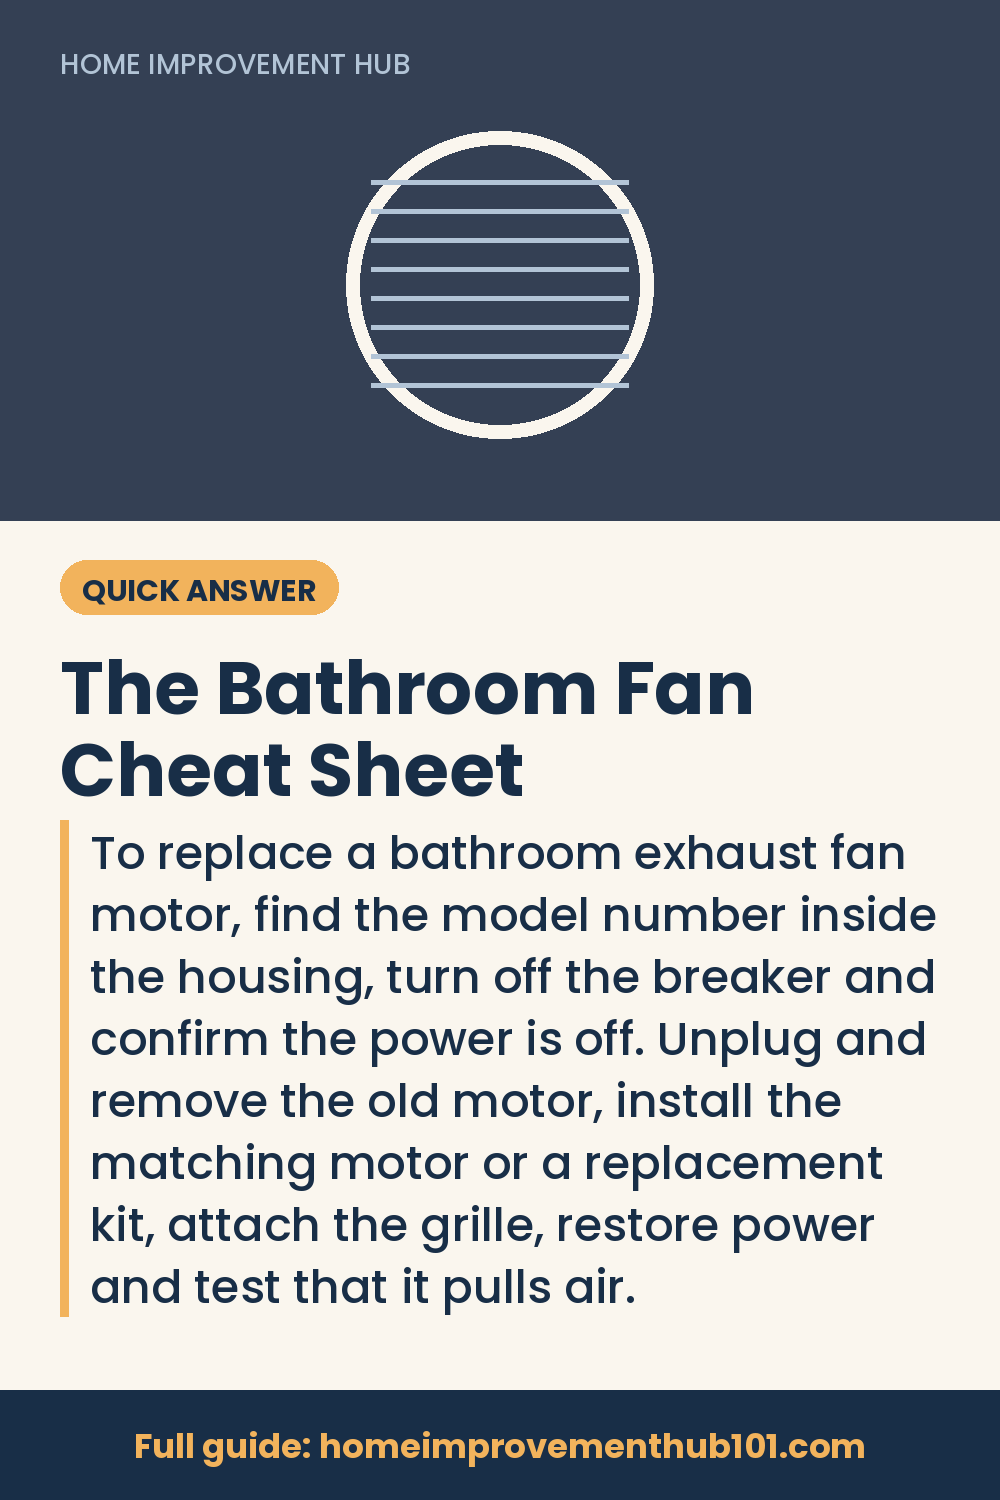 HOME IMPROVEMENT HUB
QUICK ANSWER
The Bathroom Fan
Cheat Sheet
To replace a bathroom exhaust fan
motor, find the model number inside
the housing, turn off the breaker and
confirm the power is off. Unplug and
remove the old motor, install the
matching motor or a replacement
kit, attach the grille, restore power
and test that it pulls air.
Full guide: homeimprovementhub101.com